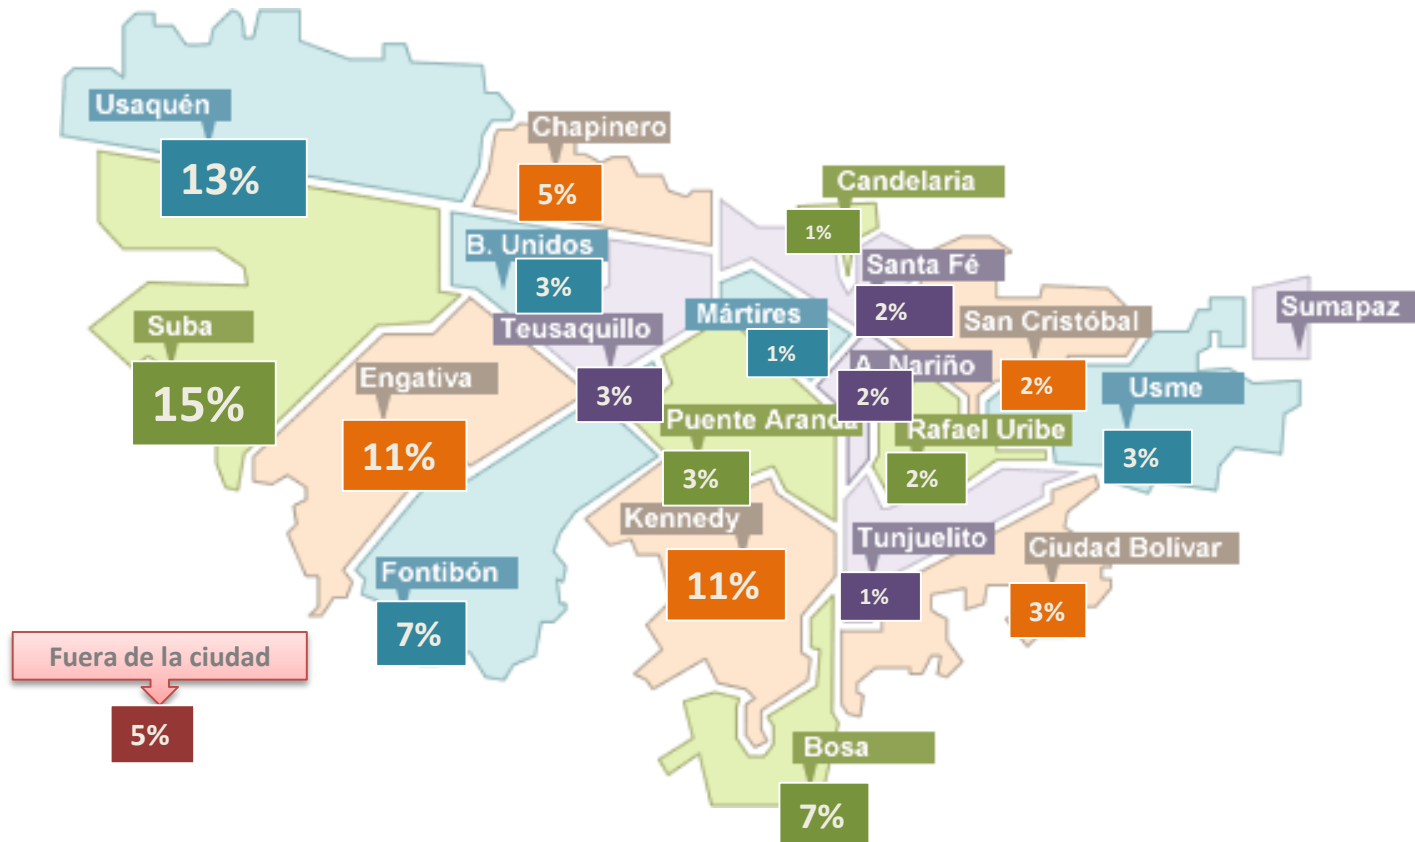 Usaquén
13%
Chapinero
5%
Candelaria
1%
B. Unidos
3%
Santa Fé
2%
Sumapaz
Suba
15%
Teusaquillo
3%
Mártires
1%
San Cristóbal
2%
Engativa
11%
A. Nariño
2%
Usme
3%
Puente Aranda
3%
Rafael Uribe
2%
Kennedy
11%
Tunjuelito
1%
Ciudad Bolívar
3%
Fontibón
7%
Fuera de la ciudad
5%
Bosa
7%